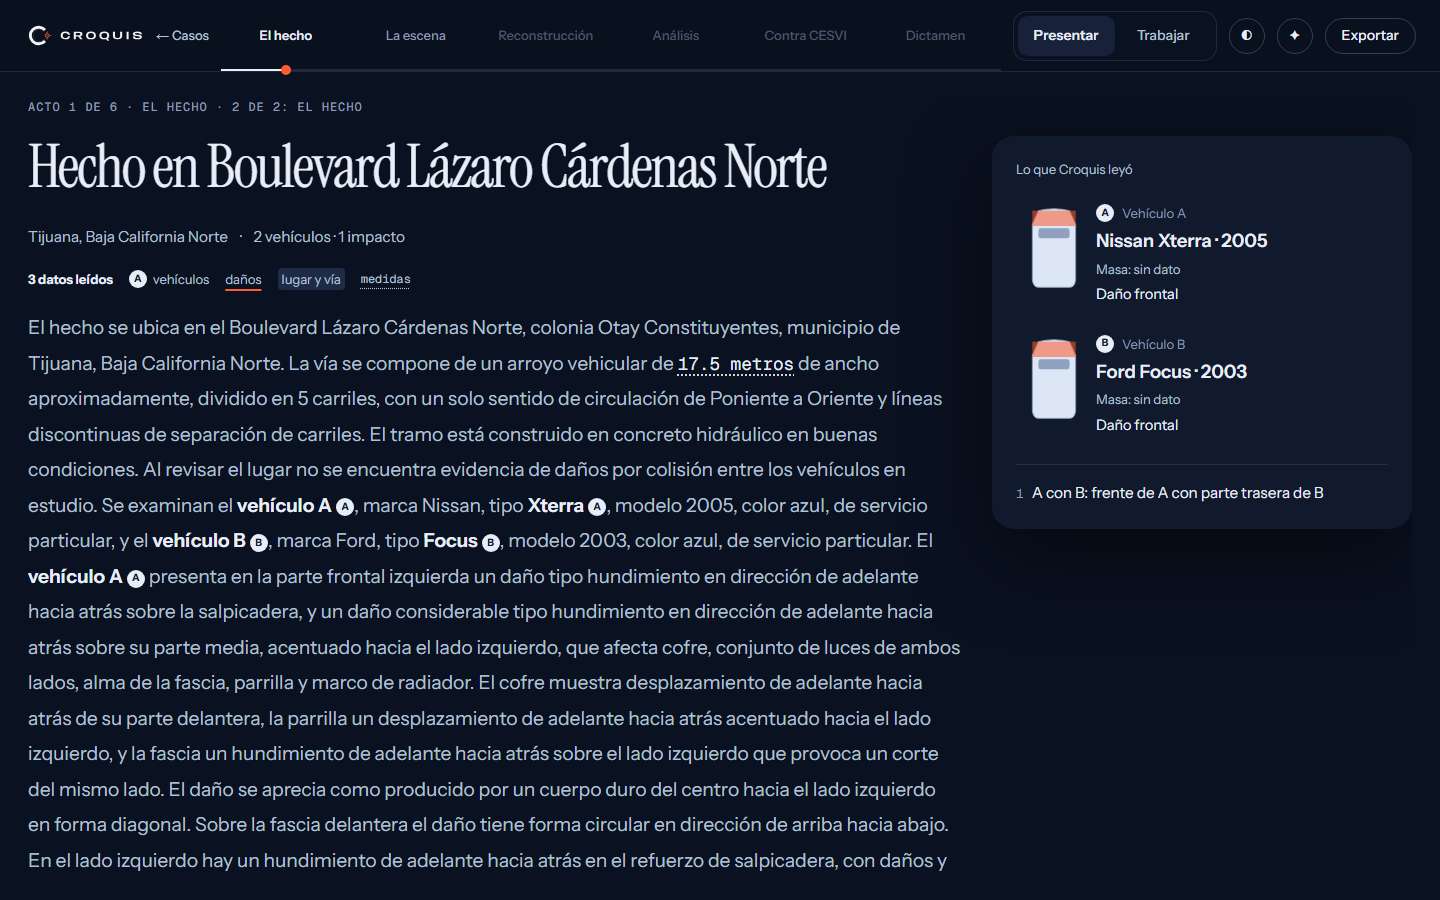 CROQUIS
← Casos
El hecho
La escena
Reconstrucción
Análisis
Contra CESVI
Dictamen
Presentar
Trabajar
Exportar
ACTO 1 DE 6 · EL HECHO · 2 DE 2: EL HECHO
Hecho en Boulevard Lázaro Cárdenas Norte
Tijuana, Baja California Norte · 2 vehículos · 1 impacto
3 datos leídos A vehículos daños lugar y vía medidas
El hecho se ubica en el Boulevard Lázaro Cárdenas Norte, colonia Otay Constituyentes, municipio de
Tijuana, Baja California Norte. La vía se compone de un arroyo vehicular de 17.5 metros de ancho
aproximadamente, dividido en 5 carriles, con un solo sentido de circulación de Poniente a Oriente y líneas
discontinuas de separación de carriles. El tramo está construido en concreto hidráulico en buenas
condiciones. Al revisar el lugar no se encuentra evidencia de daños por colisión entre los vehículos en
estudio. Se examinan el vehículo A A, marca Nissan, tipo Xterra A, modelo 2005, color azul, de servicio
particular, y el vehículo B B, marca Ford, tipo Focus B, modelo 2003, color azul, de servicio particular. El
vehículo A A presenta en la parte frontal izquierda un daño tipo hundimiento en dirección de adelante
hacia atrás sobre la salpicadera, y un daño considerable tipo hundimiento en dirección de adelante hacia
atrás sobre su parte media, acentuado hacia el lado izquierdo, que afecta cofre, conjunto de luces de ambos
lados, alma de la fascia, parrilla y marco de radiador. El cofre muestra desplazamiento de adelante hacia
atrás de su parte delantera, la parrilla un desplazamiento de adelante hacia atrás acentuado hacia el lado
izquierdo, y la fascia un hundimiento de adelante hacia atrás sobre el lado izquierdo que provoca un corte
del mismo lado. El daño se aprecia como producido por un cuerpo duro del centro hacia el lado izquierdo
en forma diagonal. Sobre la fascia delantera el daño tiene forma circular en dirección de arriba hacia abajo.
En el lado izquierdo hay un hundimiento de adelante hacia atrás en el refuerzo de salpicadera, con daños y
Lo que Croquis leyó
A Vehículo A
Nissan Xterra · 2005
Masa: sin dato
Daño frontal
B Vehículo B
Ford Focus · 2003
Masa: sin dato
Daño frontal
1 A con B: frente de A con parte trasera de B